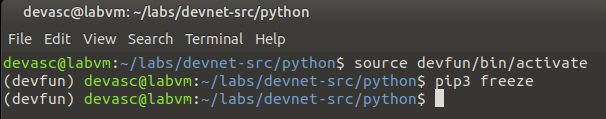 devasc@labvm: ~/labs/devnet-src/python
File Edit View Search Terminal Help
devasc@labvm:~/labs/devnet-src/python$ source devfun/bin/activate
(devfun) devasc@labvm:~/labs/devnet-src/python$ pip3 freeze
(devfun) devasc@labvm:~/labs/devnet-src/python$